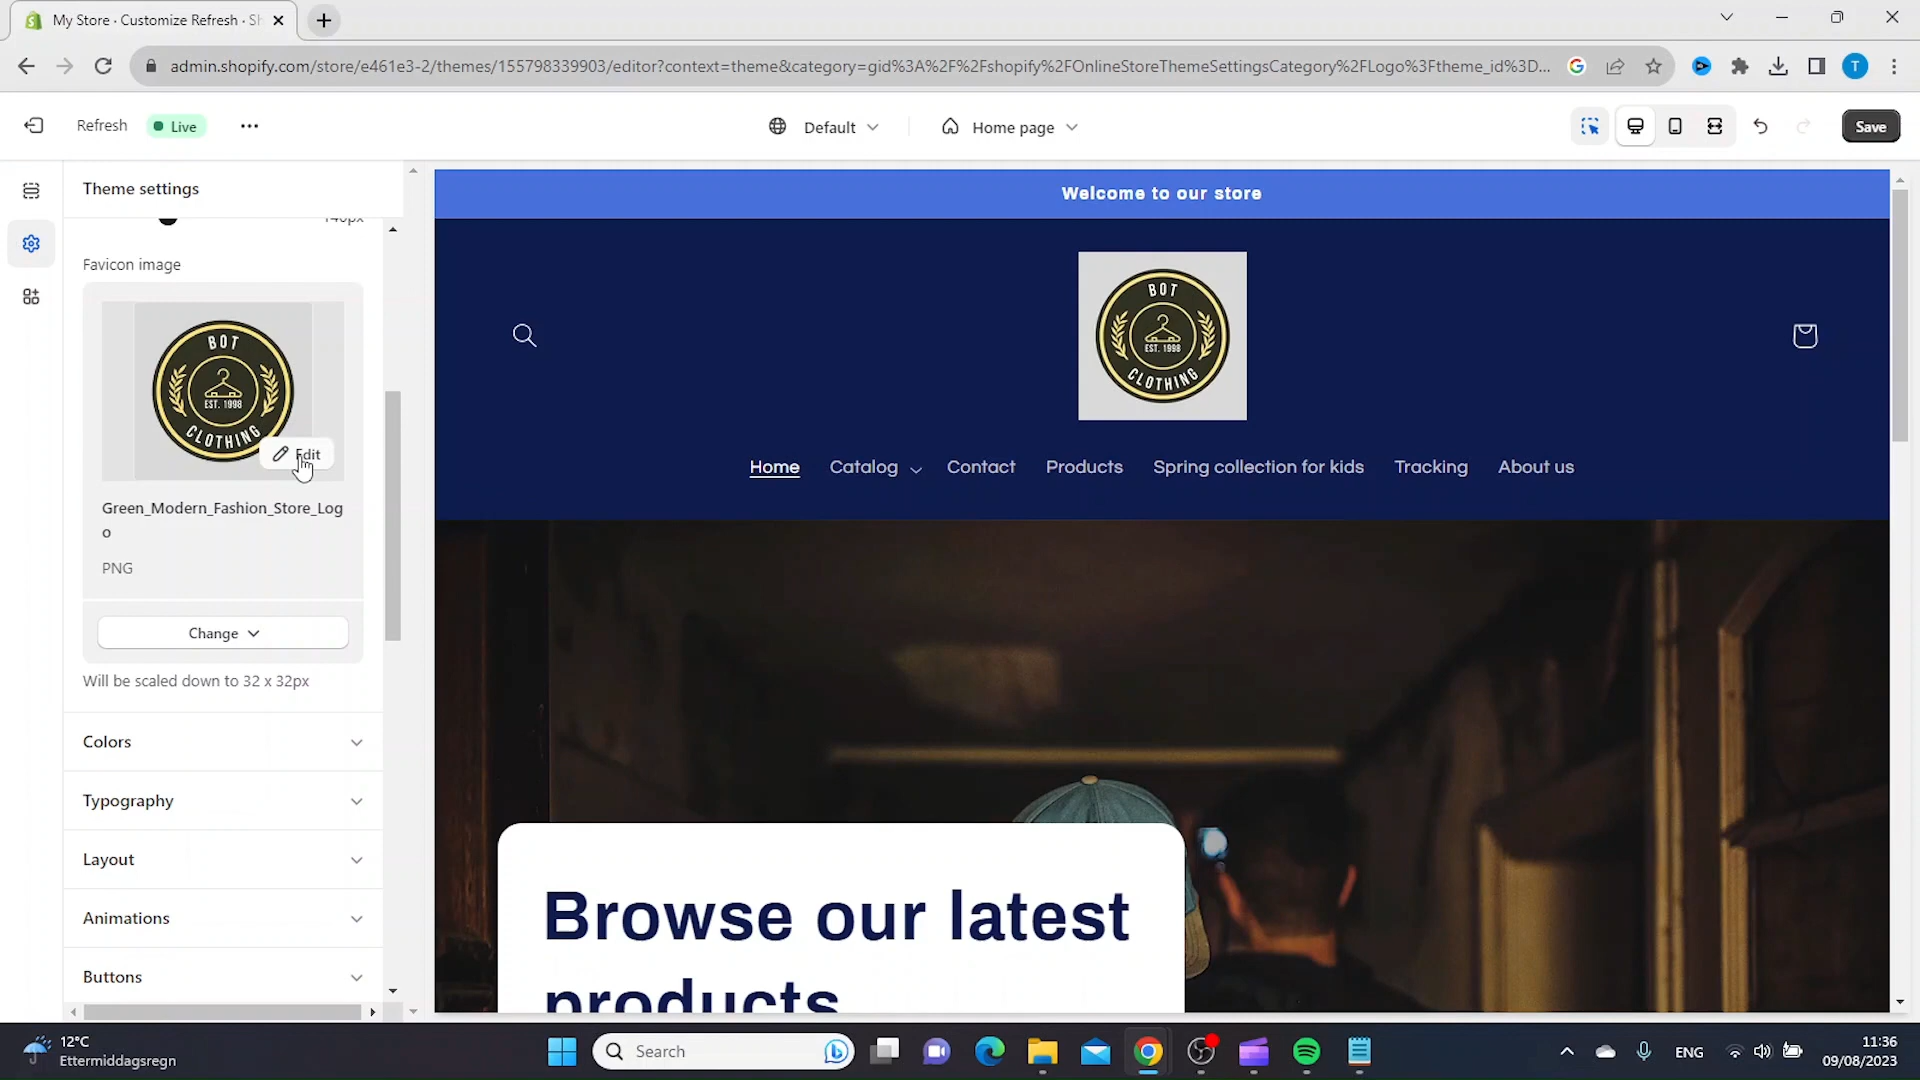 My Store · Customize Refresh · Sh
admin.shopify.com/store/e461e3-2/themes/155798339903/editor?context=theme&category=gid%3A%2F%2Fshopify%2FOnlineStoreThemeSettingsCategory%2FLogo%3Ftheme_id%3D...
T
Refresh
Live
Default
Home page
Save
Theme settings
140px
Favicon image
BOT
EST. 1998
CLOTHING
Edit
Green_Modern_Fashion_Store_Log
o
PNG
Change
Will be scaled down to 32 x 32px
Colors
Typography
Layout
Animations
Buttons
Welcome to our store
BOT
EST. 1998
CLOTHING
Home
Catalog
Contact
Products
Spring collection for kids
Tracking
About us
Browse our latest
products
12°C
Ettermiddagsregn
Search
ENG
11:36
09/08/2023